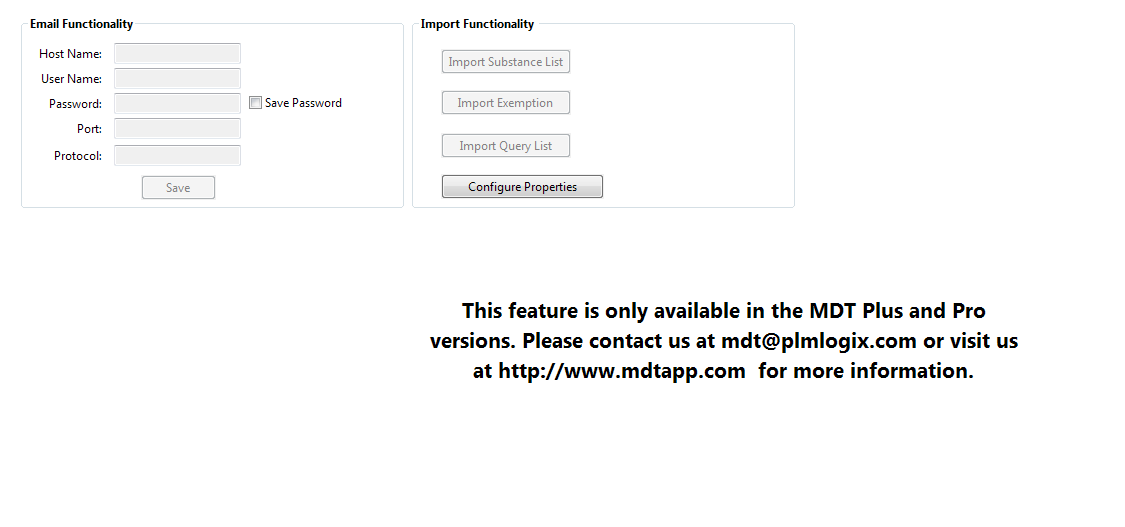 Email Functionality
Host Name:
User Name:
Password:
Save Password
Port:
Protocol:
Save
Import Functionality
Import Substance List
Import Exemption
Import Query List
Configure Properties
This feature is only available in the MDT Plus and Pro
versions. Please contact us at mdt@plmlogix.com or visit us
at http://www.mdtapp.com  for more information.